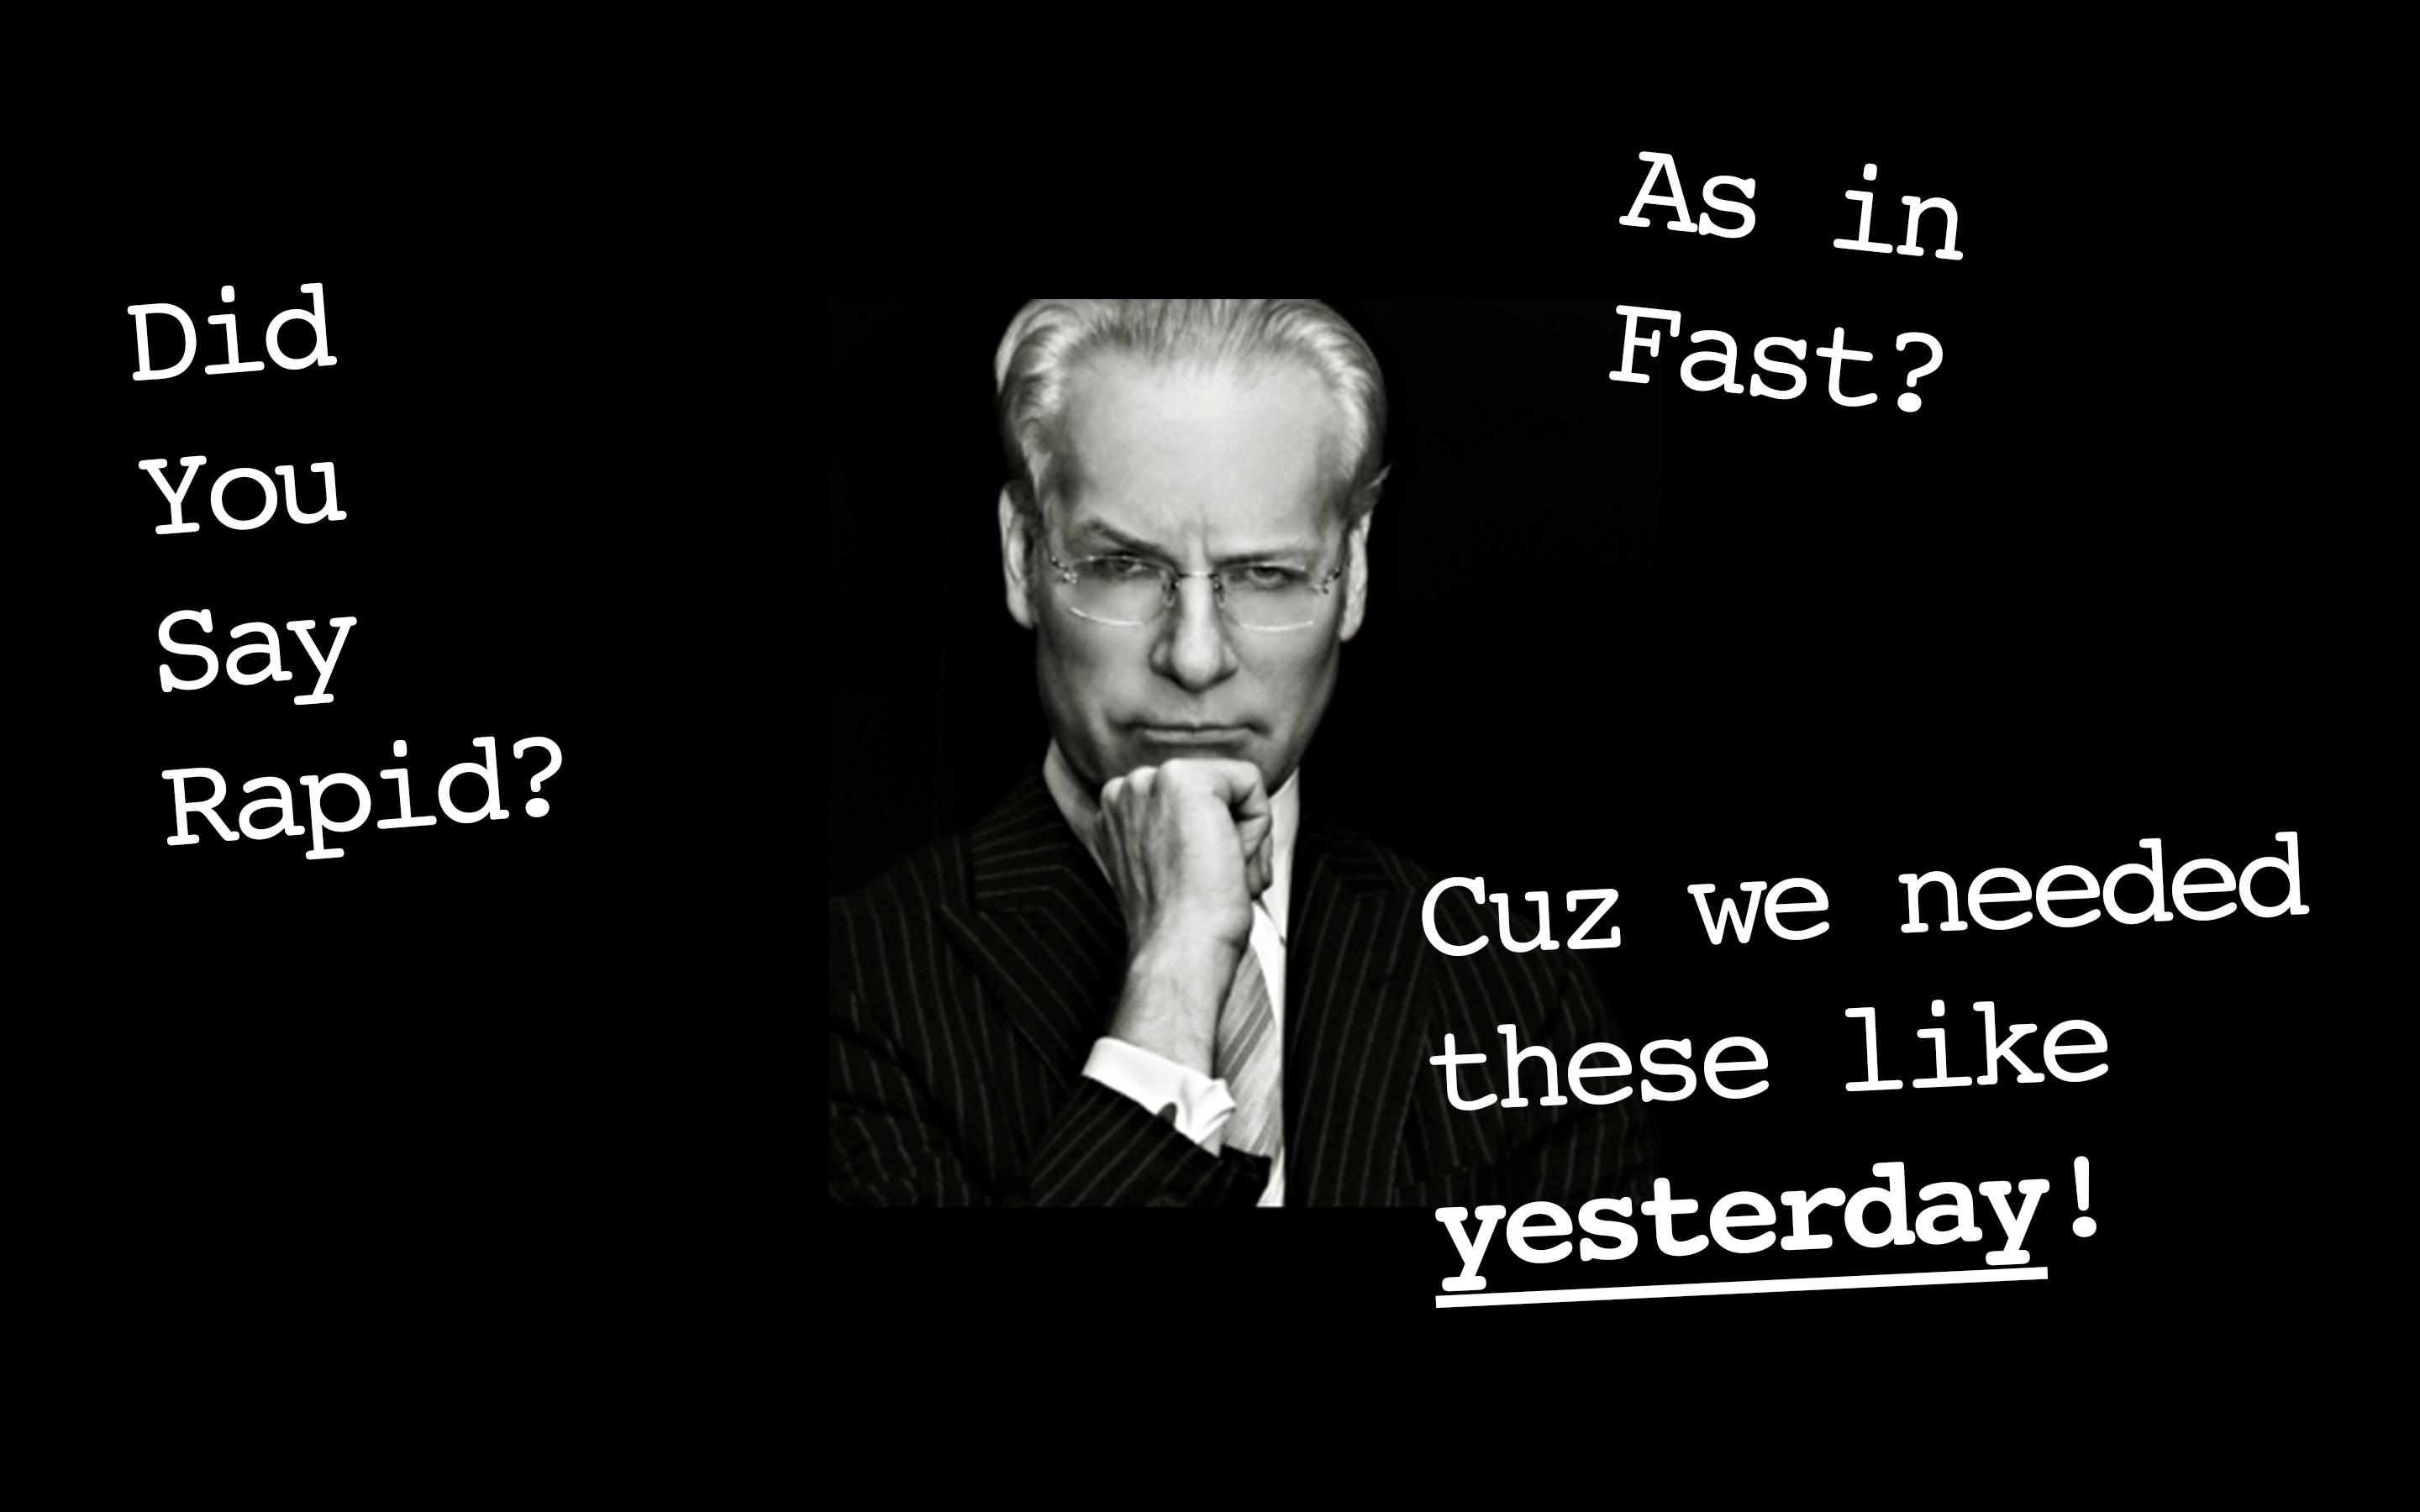 Did
You
Say
Rapid?
As in
Fast?
Cuz we needed
these like
yesterday!